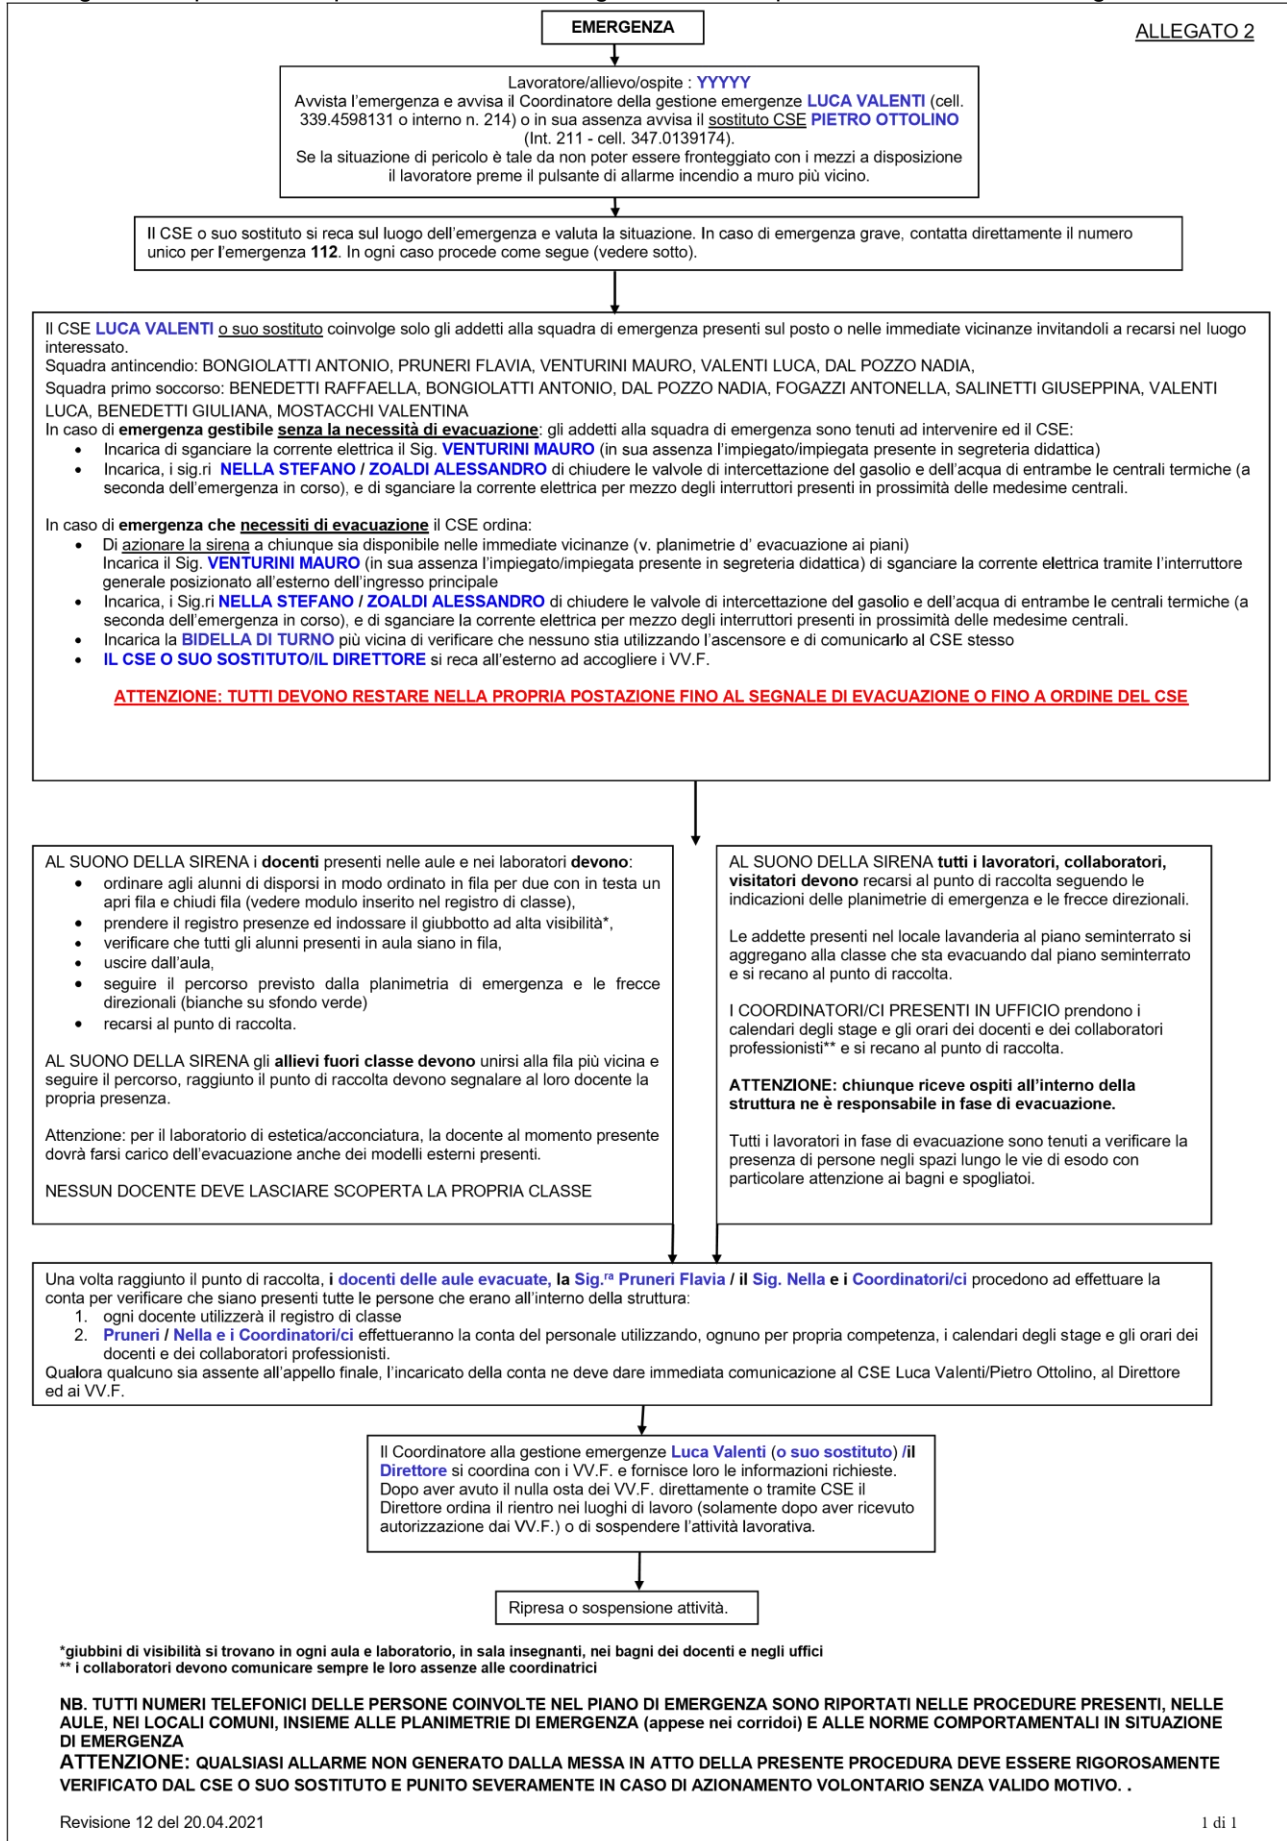 EMERGENZA
ALLEGATO 2
Lavoratore/allievo/ospite : YYYYY
Avvista l'emergenza e avvisa il Coordinatore della gestione emergenze LUCA VALENTI (cell.
339.4598131 o interno n. 214) o in sua assenza avvisa il sostituto CSE PIETRO OTTOLINO
(Int. 211 - cell. 347.0139174).
Se la situazione di pericolo è tale da non poter essere fronteggiato con i mezzi a disposizione
il lavoratore preme il pulsante di allarme incendio a muro più vicino.
Il CSE o suo sostituto si reca sul luogo dell'emergenza e valuta la situazione. In caso di emergenza grave, contatta direttamente il numero
unico per l'emergenza 112. In ogni caso procede come segue (vedere sotto).
Il CSE LUCA VALENTI o suo sostituto coinvolge solo gli addetti alla squadra di emergenza presenti sul posto o nelle immediate vicinanze invitandoli a recarsi nel luogo
interessato.
Squadra antincendio: BONGIOLATTI ANTONIO, PRUNERI FLAVIA, VENTURINI MAURO, VALENTI LUCA, DAL POZZO NADIA,
Squadra primo soccorso: BENEDETTI RAFFAELLA, BONGIOLATTI ANTONIO, DAL POZZO NADIA, FOGAZZI ANTONELLA, SALINETTI GIUSEPPINA, VALENTI
LUCA, BENEDETTI GIULIANA, MOSTACCHI VALENTINA
In caso di emergenza gestibile senza la necessità di evacuazione: gli addetti alla squadra di emergenza sono tenuti ad intervenire ed il CSE:
• Incarica di sganciare la corrente elettrica il Sig. VENTURINI MAURO (in sua assenza l'impiegato/impiegata presente in segreteria didattica)
• Incarica, i sig.ri NELLA STEFANO / ZOALDI ALESSANDRO di chiudere le valvole di intercettazione del gasolio e dell'acqua di entrambe le centrali termiche (a
seconda dell'emergenza in corso), e di sganciare la corrente elettrica per mezzo degli interruttori presenti in prossimità delle medesime centrali.
In caso di emergenza che necessiti di evacuazione il CSE ordina:
• Di azionare la sirena a chiunque sia disponibile nelle immediate vicinanze (v. planimetrie d' evacuazione ai piani)
Incarica il Sig. VENTURINI MAURO (in sua assenza l'impiegato/impiegata presente in segreteria didattica) di sganciare la corrente elettrica tramite l'interruttore
generale posizionato all'esterno dell'ingresso principale
• Incarica, i Sig.ri NELLA STEFANO / ZOALDI ALESSANDRO di chiudere le valvole di intercettazione del gasolio e dell'acqua di entrambe le centrali termiche (a
seconda dell'emergenza in corso), e di sganciare la corrente elettrica per mezzo degli interruttori presenti in prossimità delle medesime centrali.
• Incarica la BIDELLA DI TURNO più vicina di verificare che nessuno stia utilizzando l'ascensore e di comunicarlo al CSE stesso
• IL CSE O SUO SOSTITUTO/IL DIRETTORE si reca all'esterno ad accogliere i VV.F.
ATTENZIONE: TUTTI DEVONO RESTARE NELLA PROPRIA POSTAZIONE FINO AL SEGNALE DI EVACUAZIONE O FINO A ORDINE DEL CSE
AL SUONO DELLA SIRENA i docenti presenti nelle aule e nei laboratori devono:
• ordinare agli alunni di disporsi in modo ordinato in fila per due con in testa un
apri fila e chiudi fila (vedere modulo inserito nel registro di classe),
• prendere il registro presenze ed indossare il giubbotto ad alta visibilità*,
• verificare che tutti gli alunni presenti in aula siano in fila,
• uscire dall'aula,
• seguire il percorso previsto dalla planimetria di emergenza e le frecce
direzionali (bianche su sfondo verde)
• recarsi al punto di raccolta.
AL SUONO DELLA SIRENA gli allievi fuori classe devono unirsi alla fila più vicina e
seguire il percorso, raggiunto il punto di raccolta devono segnalare al loro docente la
propria presenza.
Attenzione: per il laboratorio di estetica/acconciatura, la docente al momento presente
dovrà farsi carico dell'evacuazione anche dei modelli esterni presenti.
NESSUN DOCENTE DEVE LASCIARE SCOPERTA LA PROPRIA CLASSE
AL SUONO DELLA SIRENA tutti i lavoratori, collaboratori,
visitatori devono recarsi al punto di raccolta seguendo le
indicazioni delle planimetrie di emergenza e le frecce direzionali.
Le addette presenti nel locale lavanderia al piano seminterrato si
aggregano alla classe che sta evacuando dal piano seminterrato
e si recano al punto di raccolta.
I COORDINATORI/CI PRESENTI IN UFFICIO prendono i
calendari degli stage e gli orari dei docenti e dei collaboratori
professionisti** e si recano al punto di raccolta.
ATTENZIONE: chiunque riceve ospiti all'interno della
struttura ne è responsabile in fase di evacuazione.
Tutti i lavoratori in fase di evacuazione sono tenuti a verificare la
presenza di persone negli spazi lungo le vie di esodo con
particolare attenzione ai bagni e spogliatoi.
Una volta raggiunto il punto di raccolta, i docenti delle aule evacuate, la Sig.ra Pruneri Flavia / il Sig. Nella e i Coordinatori/ci procedono ad effettuare la
conta per verificare che siano presenti tutte le persone che erano all'interno della struttura:
1. ogni docente utilizzerà il registro di classe
2. Pruneri / Nella e i Coordinatori/ci effettueranno la conta del personale utilizzando, ognuno per propria competenza, i calendari degli stage e gli orari dei
docenti e dei collaboratori professionisti.
Qualora qualcuno sia assente all'appello finale, l'incaricato della conta ne deve dare immediata comunicazione al CSE Luca Valenti/Pietro Ottolino, al Direttore
ed ai VV.F.
Il Coordinatore alla gestione emergenze Luca Valenti (o suo sostituto) /il
Direttore si coordina con i VV.F. e fornisce loro le informazioni richieste.
Dopo aver avuto il nulla osta dei VV.F. direttamente o tramite CSE il
Direttore ordina il rientro nei luoghi di lavoro (solamente dopo aver ricevuto
autorizzazione dai VV.F.) o di sospendere l'attività lavorativa.
Ripresa o sospensione attività.
*giubbini di visibilità si trovano in ogni aula e laboratorio, in sala insegnanti, nei bagni dei docenti e negli uffici
** i collaboratori devono comunicare sempre le loro assenze alle coordinatrici
NB. TUTTI NUMERI TELEFONICI DELLE PERSONE COINVOLTE NEL PIANO DI EMERGENZA SONO RIPORTATI NELLE PROCEDURE PRESENTI, NELLE
AULE, NEI LOCALI COMUNI, INSIEME ALLE PLANIMETRIE DI EMERGENZA (appese nei corridoi) E ALLE NORME COMPORTAMENTALI IN SITUAZIONE
DI EMERGENZA
ATTENZIONE: QUALSIASI ALLARME NON GENERATO DALLA MESSA IN ATTO DELLA PRESENTE PROCEDURA DEVE ESSERE RIGOROSAMENTE
VERIFICATO DAL CSE O SUO SOSTITUTO E PUNITO SEVERAMENTE IN CASO DI AZIONAMENTO VOLONTARIO SENZA VALIDO MOTIVO. .
Revisione 12 del 20.04.2021
1 di 1